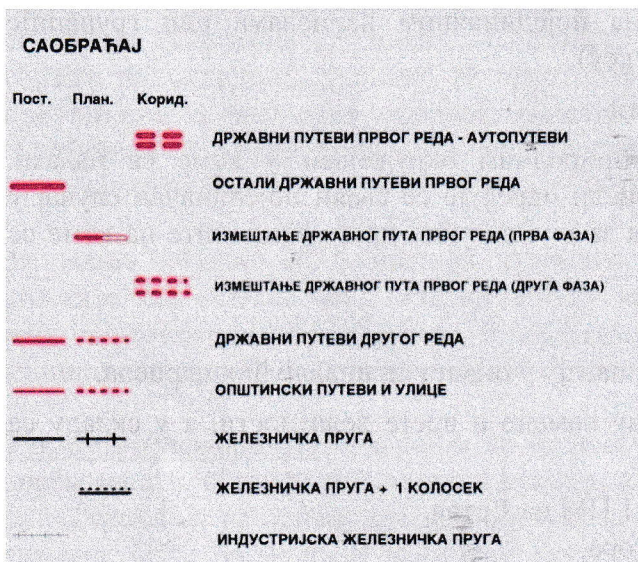 САОБРАЋАЈ
Пост. План. Корид.
ДРЖАВНИ ПУТЕВИ ПРВОГ РЕДА - АУТОПУТЕВИ
ОСТАЛИ ДРЖАВНИ ПУТЕВИ ПРВОГ РЕДА
ИЗМЕШТАЊЕ ДРЖАВНОГ ПУТА ПРВОГ РЕДА (ПРВА ФАЗА)
ИЗМЕШТАЊЕ ДРЖАВНОГ ПУТА ПРВОГ РЕДА (ДРУГА ФАЗА)
ДРЖАВНИ ПУТЕВИ ДРУГОГ РЕДА
ОПШТИНСКИ ПУТЕВИ И УЛИЦЕ
ЖЕЛЕЗНИЧКА ПРУГА
ЖЕЛЕЗНИЧКА ПРУГА + 1 КОЛОСЕК
ИНДУСТРИЈСКА ЖЕЛЕЗНИЧКА ПРУГА